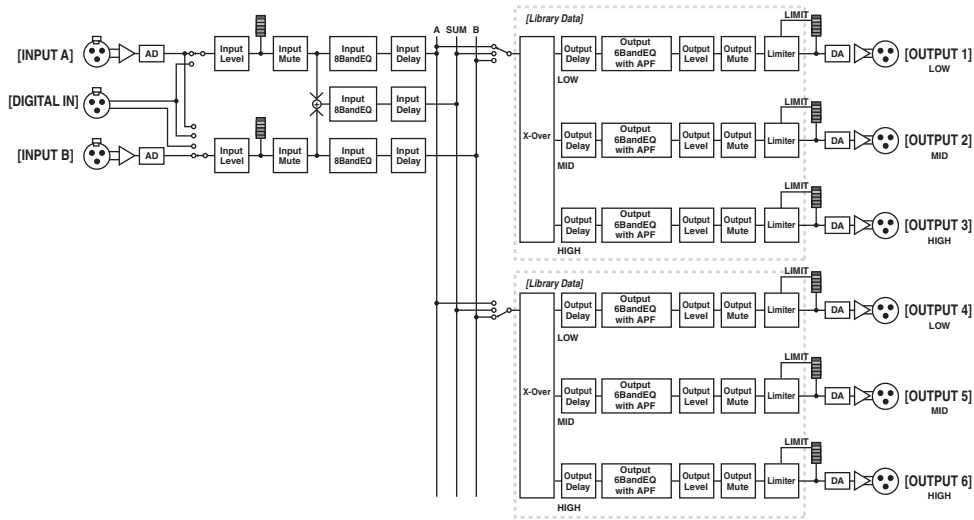 [Library Data]
A SUM B
LIMIT
[INPUT A]
AD
Input Level
Input Mute
Input 8BandEQ
Input Delay
Output Delay
Output 6BandEQ with APF
Output Level
Output Mute
Limiter
DA
[OUTPUT 1]
LOW
LOW
[DIGITAL IN]
Input 8BandEQ
Input Delay
LIMIT
[INPUT B]
AD
Input Level
Input Mute
Input 8BandEQ
Input Delay
X-Over
Output Delay
Output 6BandEQ with APF
Output Level
Output Mute
Limiter
DA
[OUTPUT 2]
MID
MID
LIMIT
Output Delay
Output 6BandEQ with APF
Output Level
Output Mute
Limiter
DA
[OUTPUT 3]
HIGH
HIGH
[Library Data]
LIMIT
Output Delay
Output 6BandEQ with APF
Output Level
Output Mute
Limiter
DA
[OUTPUT 4]
LOW
LOW
LIMIT
X-Over
Output Delay
Output 6BandEQ with APF
Output Level
Output Mute
Limiter
DA
[OUTPUT 5]
MID
MID
LIMIT
Output Delay
Output 6BandEQ with APF
Output Level
Output Mute
Limiter
DA
[OUTPUT 6]
HIGH
HIGH